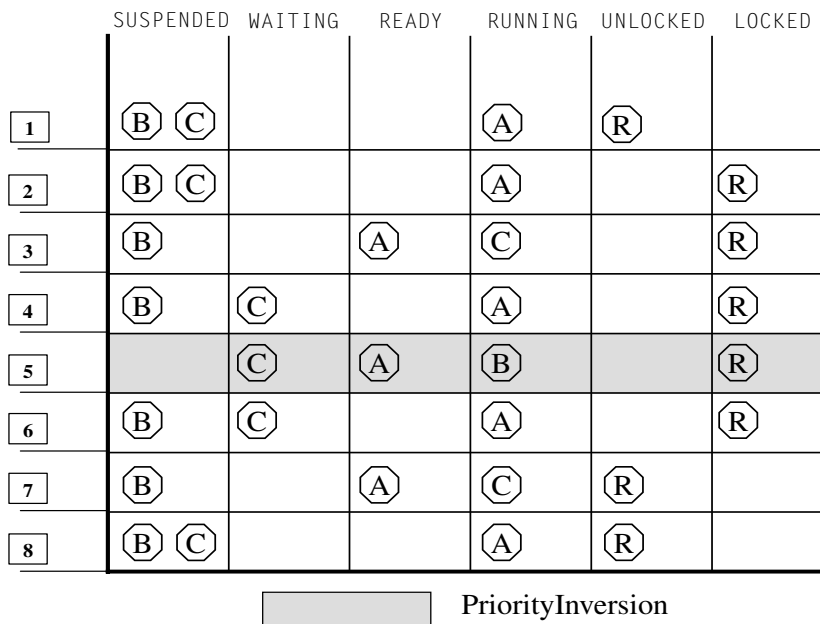 SUSPENDED WAITING READY RUNNING UNLOCKED LOCKED
1 B C A R
2 B C A R
3 B A C R
4 B C A R
5 C A B R
6 B C A R
7 B A C R
8 B C A R
PriorityInversion